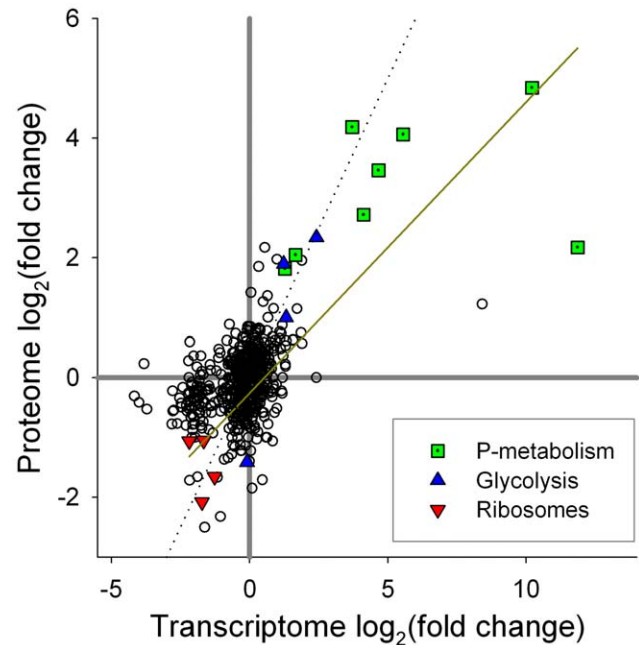 6
4
2
0
-2
Proteome log₂(fold change)
P-metabolism
Glycolysis
Ribosomes
-5 0 5 10
Transcriptome log₂(fold change)